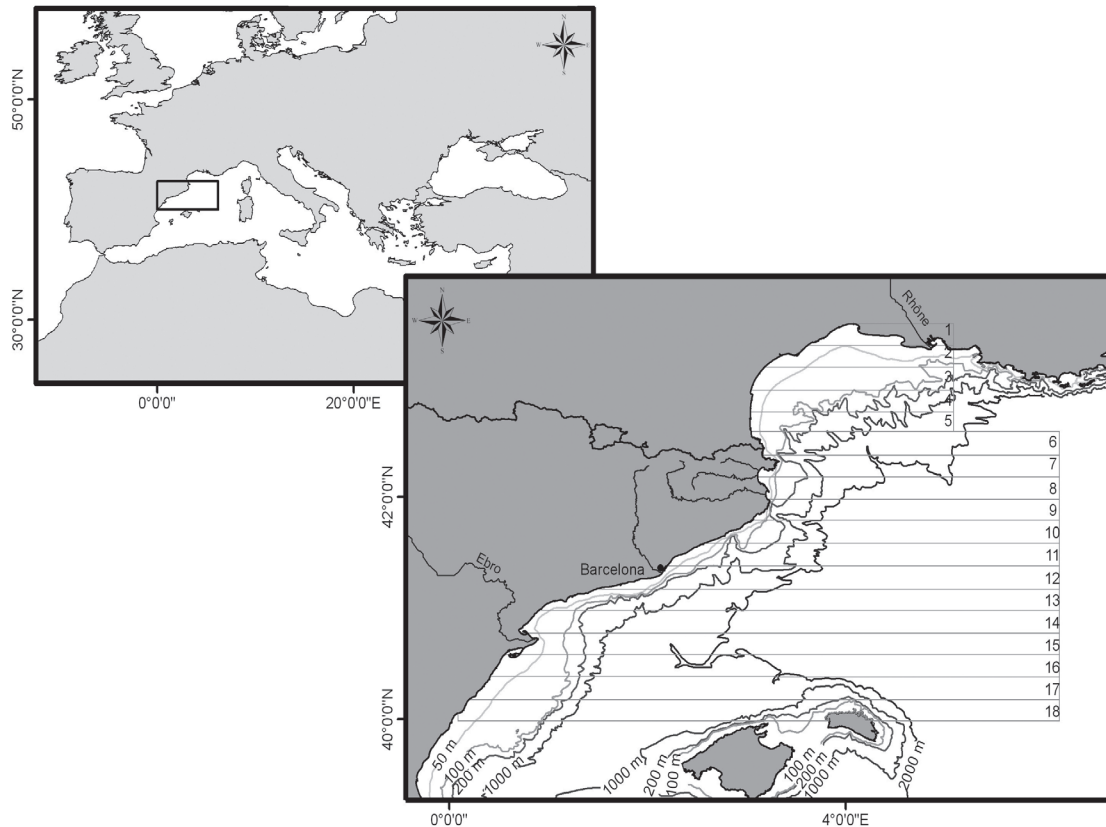 N
W
E
S
50°0'0"N
30°0'0"N
0°0'0"
20°0'0"E
N
W
E
S
Rhône
1
2
3
4
5
6
7
8
9
10
11
12
13
14
15
16
17
18
42°0'0"N
40°0'0"N
Ebro
Barcelona
50 m
100 m
200 m
1000 m
1000 m
200 m
100 m
100 m
200 m
1000 m
2000 m
0°0'0"
4°0'0"E